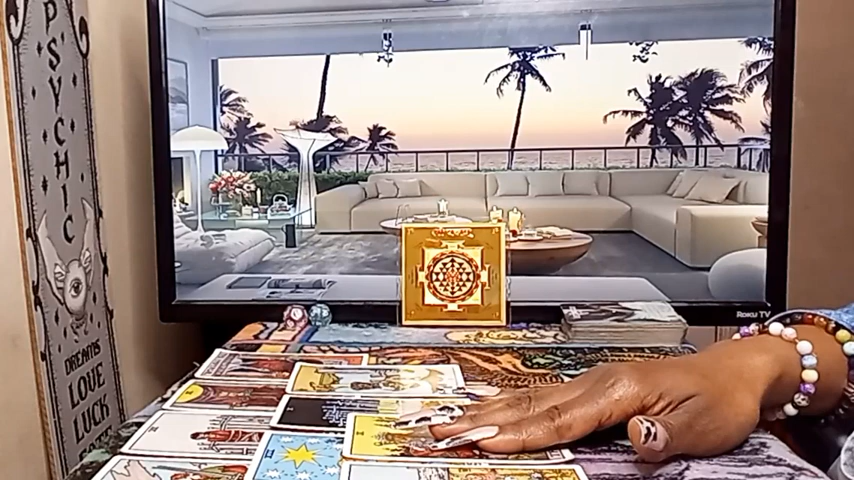 PSYCHIC
DREAMS
LOVE
LUCK
Roku TV